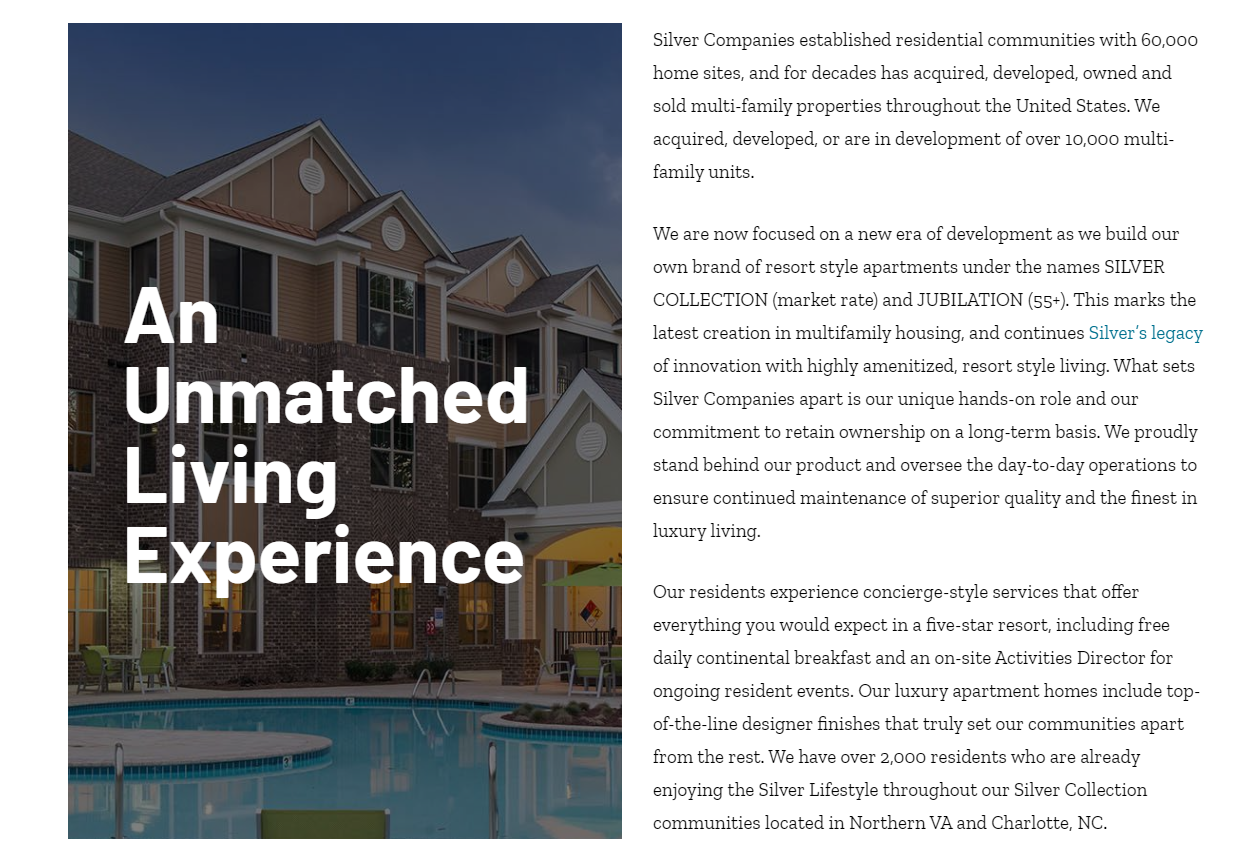 An
Unmatched
Living
Experience
Silver Companies established residential communities with 60,000
home sites, and for decades has acquired, developed, owned and
sold multi-family properties throughout the United States. We
acquired, developed, or are in development of over 10,000 multi-
family units.
We are now focused on a new era of development as we build our
own brand of resort style apartments under the names SILVER
COLLECTION (market rate) and JUBILATION (55+). This marks the
latest creation in multifamily housing, and continues Silver’s legacy
of innovation with highly amenitized, resort style living. What sets
Silver Companies apart is our unique hands-on role and our
commitment to retain ownership on a long-term basis. We proudly
stand behind our product and oversee the day-to-day operations to
ensure continued maintenance of superior quality and the finest in
luxury living.
Our residents experience concierge-style services that offer
everything you would expect in a five-star resort, including free
daily continental breakfast and an on-site Activities Director for
ongoing resident events. Our luxury apartment homes include top-
of-the-line designer finishes that truly set our communities apart
from the rest. We have over 2,000 residents who are already
enjoying the Silver Lifestyle throughout our Silver Collection
communities located in Northern VA and Charlotte, NC.